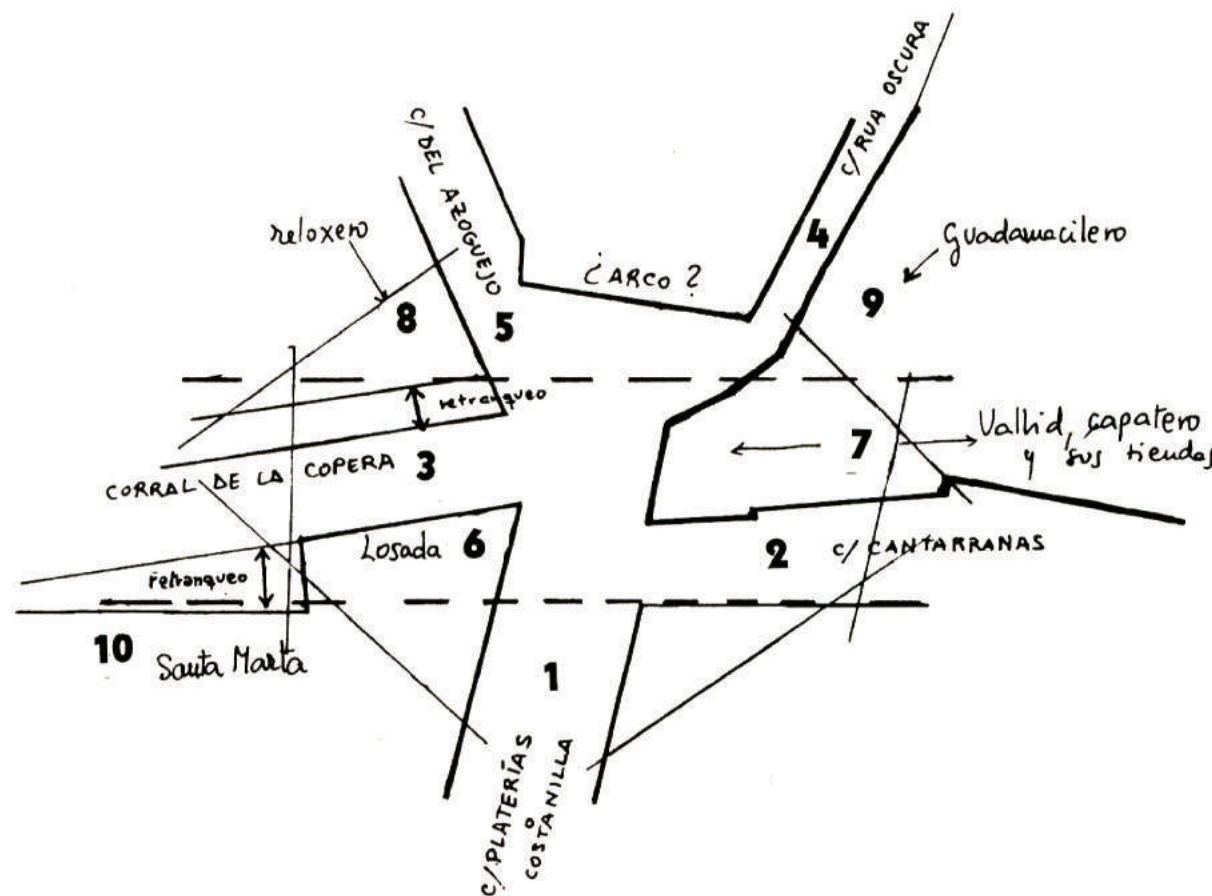 C/RUA OSCURA
C/DEL AZOGUEJO
4
reloxero
Guadamacilero
¿ARCO?
9
8
5
retranqueo
7
Vallid, çapatero
y sus tiendas
CORRAL DE LA COPERA
3
Losada
6
2
C/CANTARRANAS
retranqueo
10
Santa Marta
1
C/PLATERÍAS
o
COSTANILLA